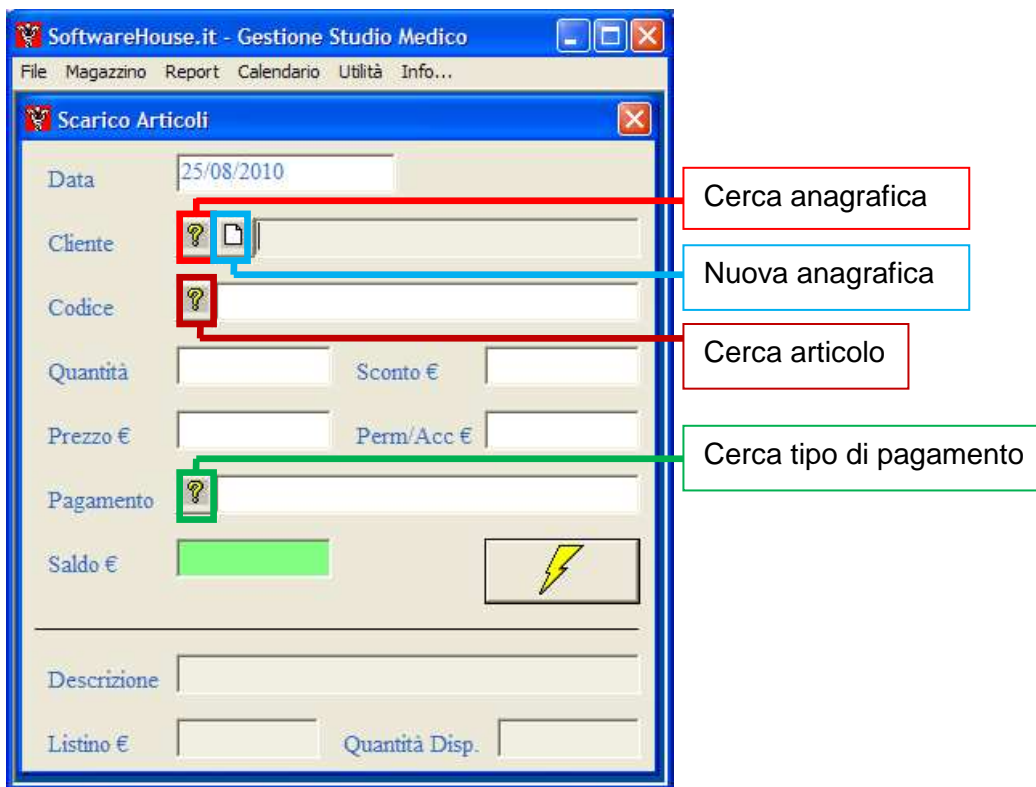 SoftwareHouse.it - Gestione Studio Medico
File Magazzino Report Calendario Utilità Info...
Scarico Articoli
Data 25/08/2010
Cerca anagrafica
Cliente
Nuova anagrafica
Codice
Cerca articolo
Quantità Sconto €
Prezzo € Perm/Acc €
Cerca tipo di pagamento
Pagamento
Saldo €
Descrizione
Listino € Quantità Disp.